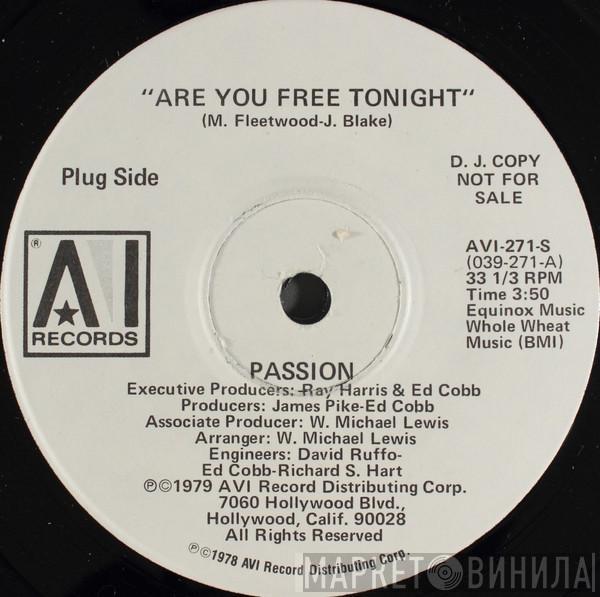 "ARE YOU FREE TONIGHT"
(M. Fleetwood-J. Blake)
Plug Side
D. J. COPY
NOT FOR
SALE
® AVI
RECORDS
AVI-271-S
(039-271-A)
33 1/3 RPM
Time 3:50
Equinox Music
Whole Wheat
Music (BMI)
PASSION
Executive Producers: Ray Harris & Ed Cobb
Producers: James Pike-Ed Cobb
Associate Producer: W. Michael Lewis
Arranger: W. Michael Lewis
Engineers: David Ruffo-
Ed Cobb-Richard S. Hart
℗©1979 AVI Record Distributing Corp.
7060 Hollywood Blvd.,
Hollywood, Calif. 90028
All Rights Reserved
℗©1978 AVI Record Distributing Corp.
МАРКЕТ ВИНИЛА